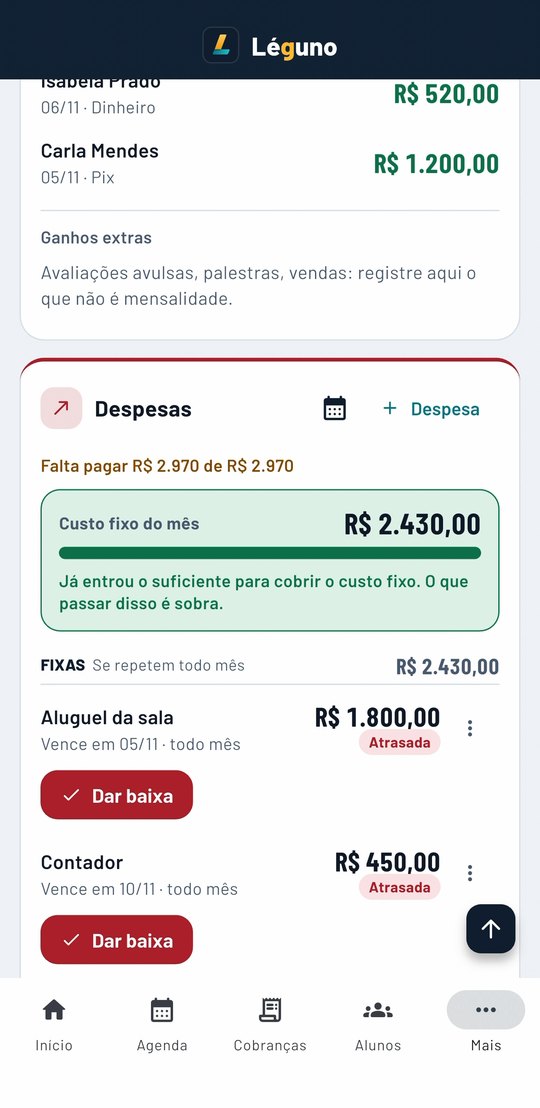 Léguno
Isabela Prado
R$ 520,00
06/11 · Dinheiro
Carla Mendes
R$ 1.200,00
05/11 · Pix
Ganhos extras
Avaliações avulsas, palestras, vendas: registre aqui o
que não é mensalidade.
Despesas
+ Despesa
Falta pagar R$ 2.970 de R$ 2.970
Custo fixo do mês
R$ 2.430,00
Já entrou o suficiente para cobrir o custo fixo. O que
passar disso é sobra.
FIXAS Se repetem todo mês
R$ 2.430,00
Aluguel da sala
R$ 1.800,00
Vence em 05/11 · todo mês
Atrasada
Dar baixa
Contador
R$ 450,00
Vence em 10/11 · todo mês
Atrasada
Dar baixa
Início
Agenda
Cobranças
Alunos
Mais